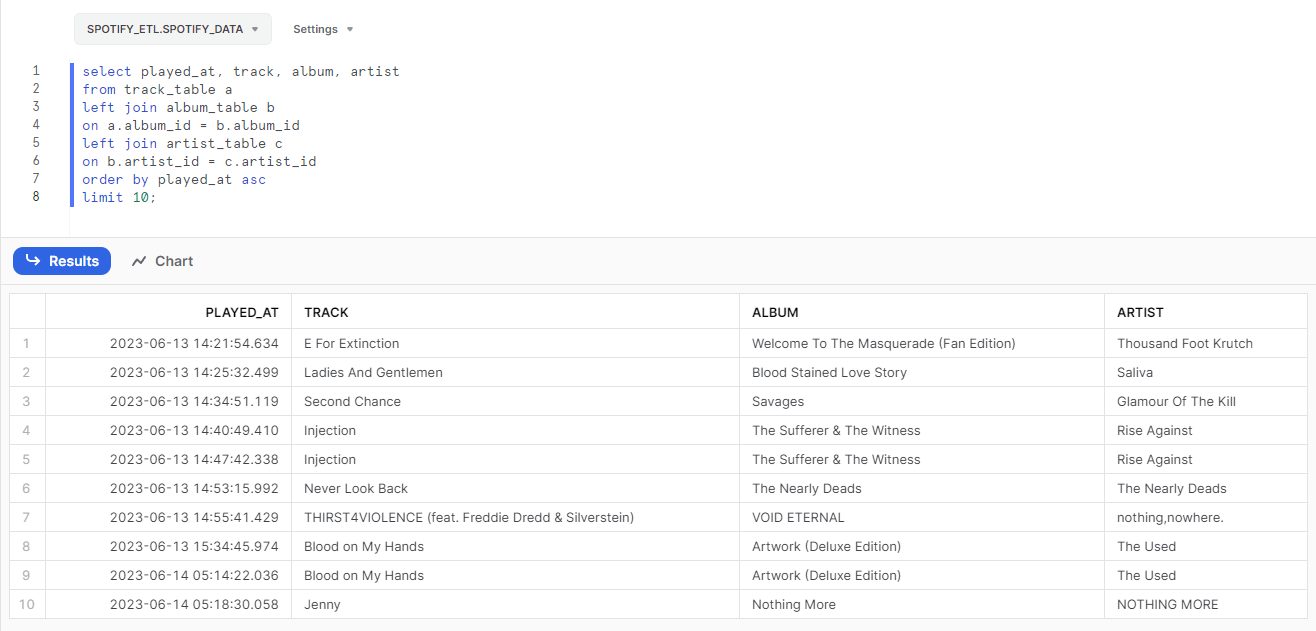 SPOTIFY_ETL.SPOTIFY_DATA Settings
1 select played_at, track, album, artist
2 from track_table a
3 left join album_table b
4 on a.album_id = b.album_id
5 left join artist_table c
6 on b.artist_id = c.artist_id
7 order by played_at asc
8 limit 10;
Results Chart
PLAYED_AT TRACK ALBUM ARTIST
1 2023-06-13 14:21:54.634 E For Extinction Welcome To The Masquerade (Fan Edition) Thousand Foot Krutch
2 2023-06-13 14:25:32.499 Ladies And Gentlemen Blood Stained Love Story Saliva
3 2023-06-13 14:34:51.119 Second Chance Savages Glamour Of The Kill
4 2023-06-13 14:40:49.410 Injection The Sufferer & The Witness Rise Against
5 2023-06-13 14:47:42.338 Injection The Sufferer & The Witness Rise Against
6 2023-06-13 14:53:15.992 Never Look Back The Nearly Deads The Nearly Deads
7 2023-06-13 14:55:41.429 THIRST4VIOLENCE (feat. Freddie Dredd & Silverstein) VOID ETERNAL nothing,nowhere.
8 2023-06-13 15:34:45.974 Blood on My Hands Artwork (Deluxe Edition) The Used
9 2023-06-14 05:14:22.036 Blood on My Hands Artwork (Deluxe Edition) The Used
10 2023-06-14 05:18:30.058 Jenny Nothing More NOTHING MORE